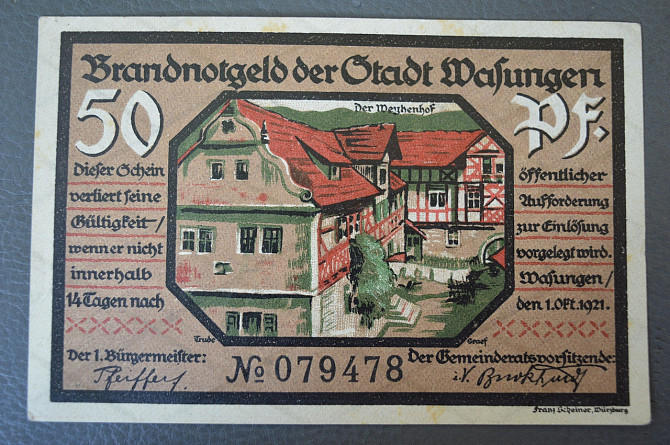 Brandnotgeld der Stadt Wasungen
50 Pf.
Der Meyhenhof
Dieser Schein
verliert seine
Gültigkeit/
wenn er nicht
innerhalb
14 Tagen nach
öffentlicher
Aufforderung
zur Einlösung
vorgelegt wird.
Wasungen/
den 1. Okt. 1921.
Trude Graef
Der 1. Bürgermeister:
No 079478
Der Gemeinderatsvorsitzende:
i.V.
Franz Scheiner, Würzburg